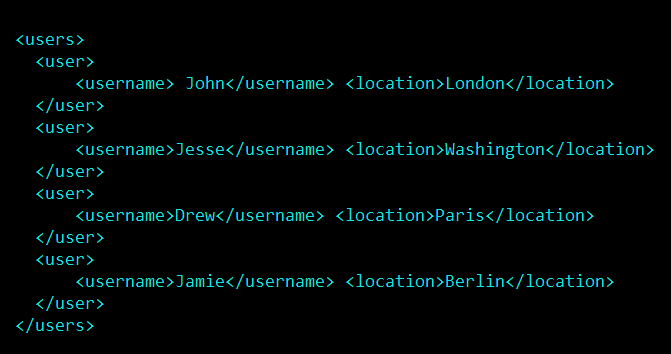 <users>
  <user>
      <username> John</username> <location>London</location>
  </user>
  <user>
      <username>Jesse</username> <location>Washington</location>
  </user>
  <user>
      <username>Drew</username> <location>Paris</location>
  </user>
  <user>
      <username>Jamie</username> <location>Berlin</location>
  </user>
</users>